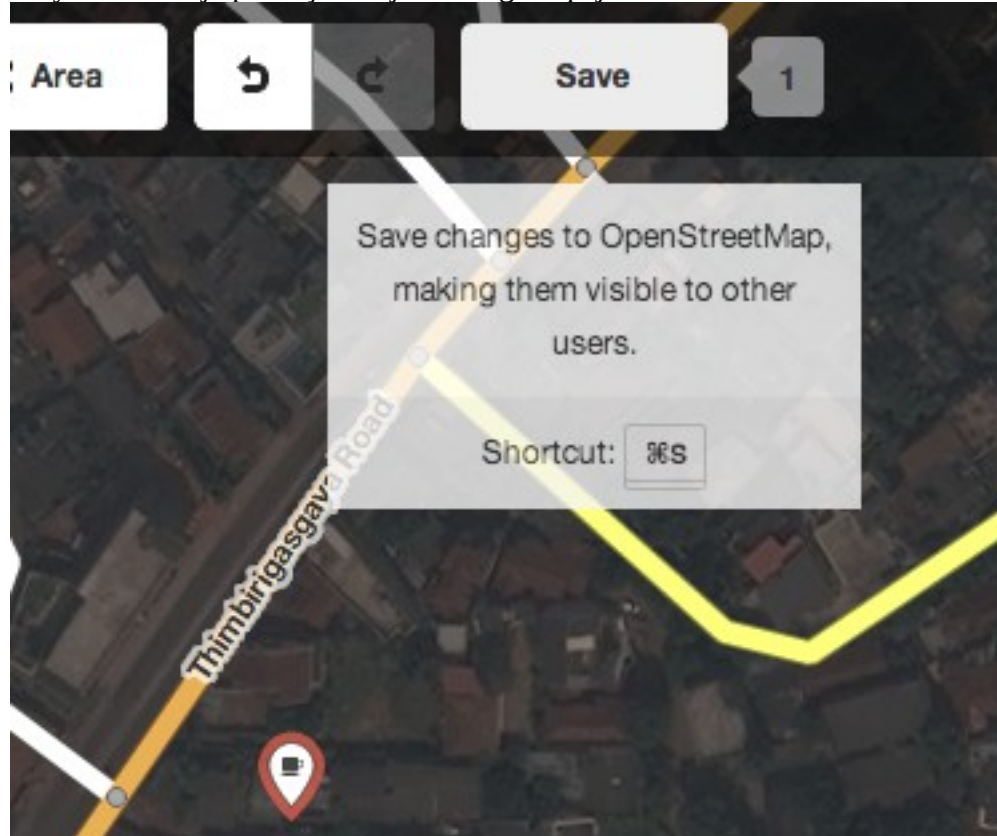 Area
Save
1
Save changes to OpenStreetMap,
making them visible to other
users.
Shortcut: ⌘S
Thimbirigasgaya Road